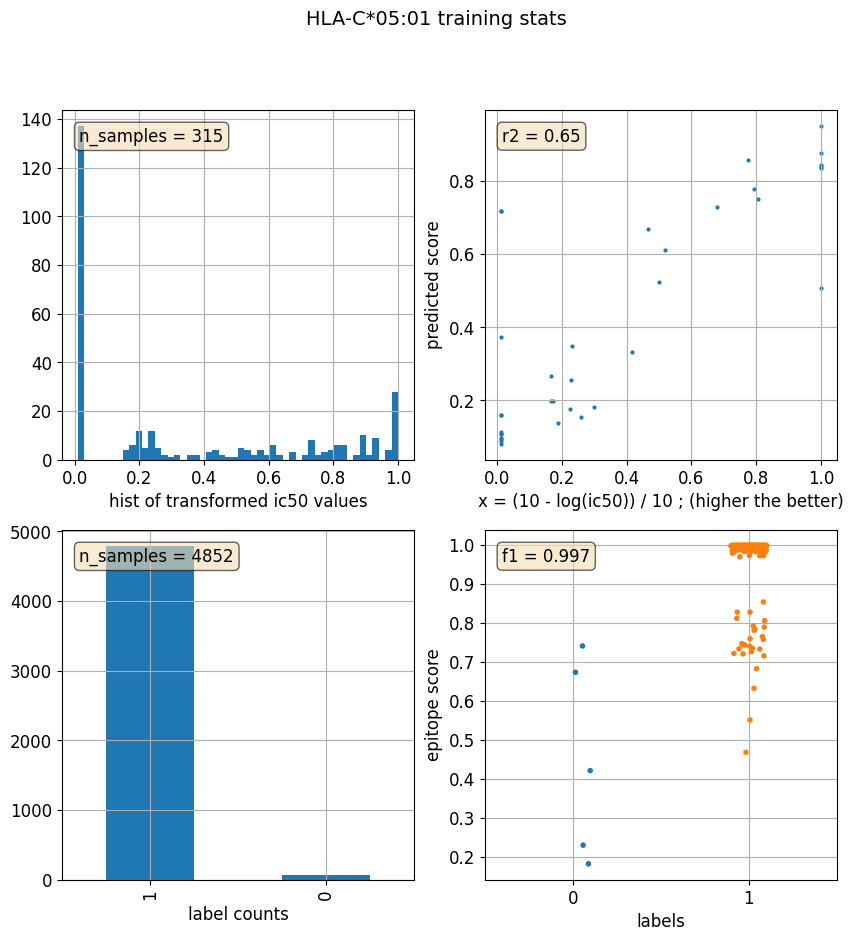 HLA-C*05:01 training stats
140
120
100
80
60
40
20
0
n_samples = 315
0.0 0.2 0.4 0.6 0.8 1.0
hist of transformed ic50 values
predicted score
0.8
0.6
0.4
0.2
r2 = 0.65
0.0 0.2 0.4 0.6 0.8 1.0
x = (10 - log(ic50)) / 10 ; (higher the better)
5000
4000
3000
2000
1000
0
n_samples = 4852
1 0
label counts
epitope score
1.0
0.9
0.8
0.7
0.6
0.5
0.4
0.3
0.2
f1 = 0.997
0 1
labels